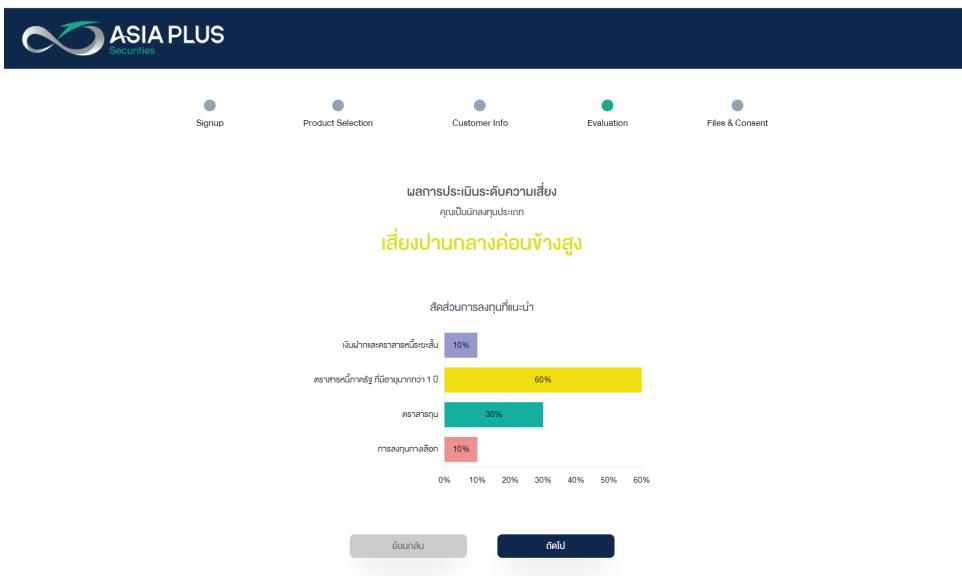 ASIA PLUS
Securities
Signup
Product Selection
Customer Info
Evaluation
Files & Consent
ผลการประเมินระดับความเสี่ยง
คุณเป็นนักลงทุนประเภท
เสี่ยงปานกลางค่อนข้างสูง
สัดส่วนการลงทุนที่แนะนำ
เงินฝากและตราสารหนี้ระยะสั้น 10%
ตราสารหนี้ภาครัฐ ที่มีอายุมากกว่า 1 ปี 60%
ตราสารทุน 30%
การลงทุนทางเลือก 10%
0% 10% 20% 30% 40% 50% 60%
ย้อนกลับ
ถัดไป